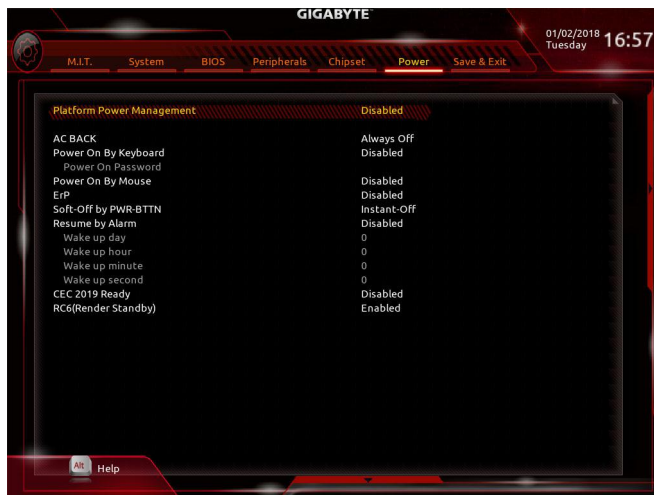 GIGABYTE™
01/02/2018 Tuesday 16:57
M.I.T. System BIOS Peripherals Chipset Power Save & Exit
Platform Power Management Disabled
AC BACK Always Off
Power On By Keyboard Disabled
Power On Password
Power On By Mouse Disabled
ErP Disabled
Soft-Off by PWR-BTTN Instant-Off
Resume by Alarm Disabled
Wake up day 0
Wake up hour 0
Wake up minute 0
Wake up second 0
CEC 2019 Ready Disabled
RC6(Render Standby) Enabled
Alt Help